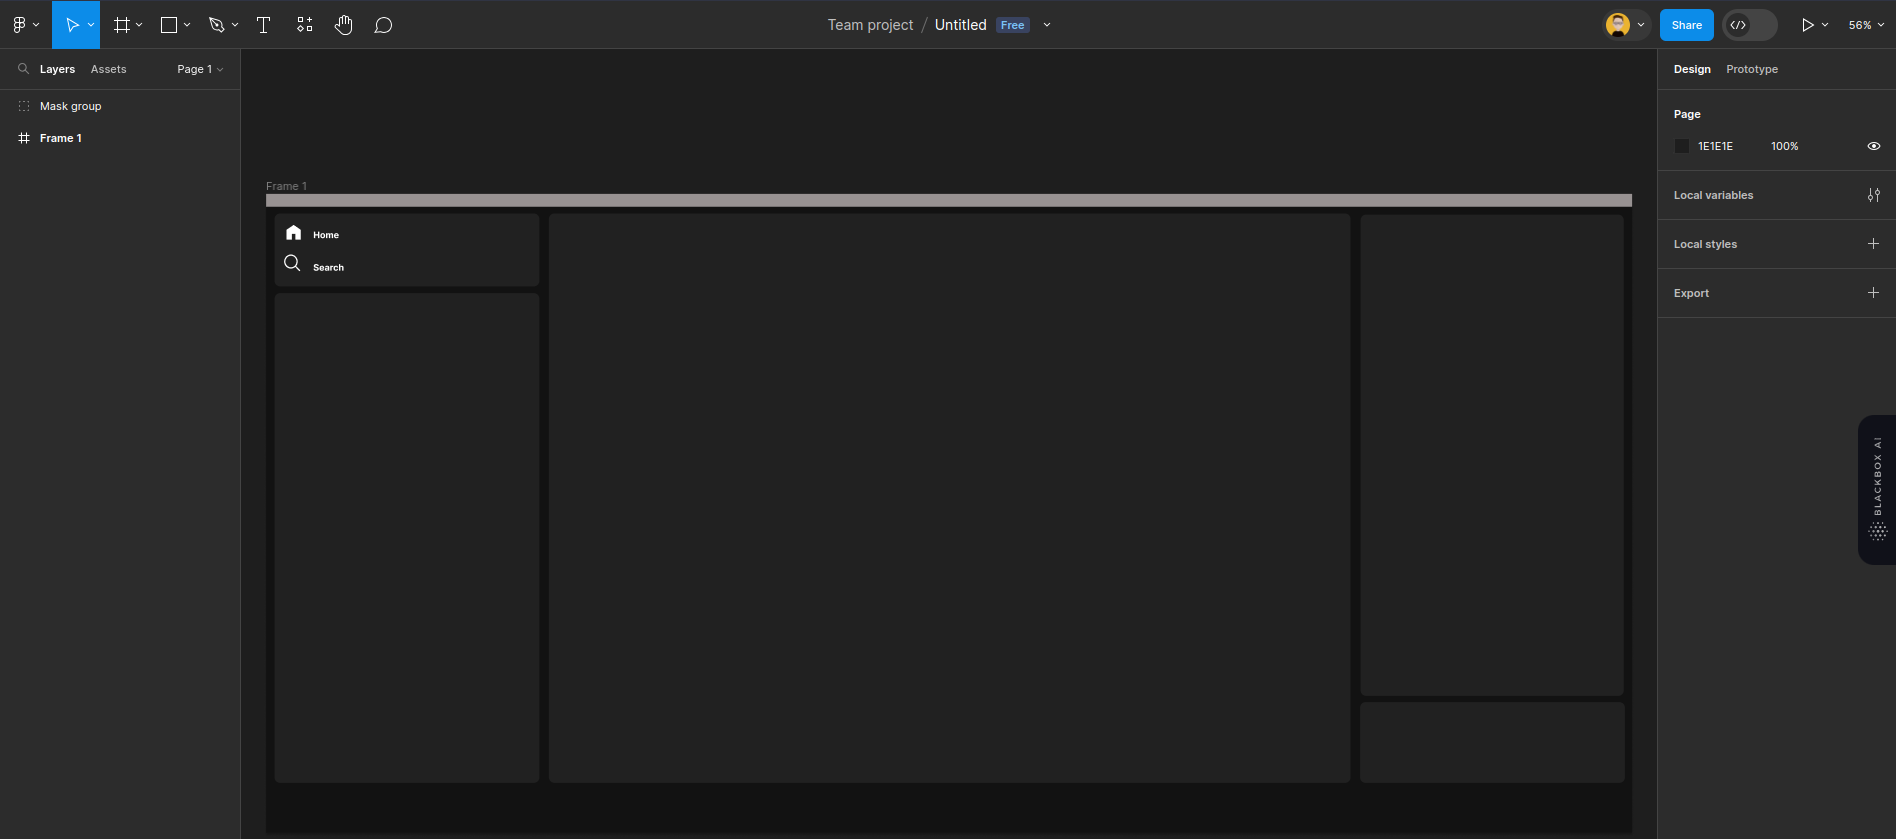 Team project / Untitled Free
Share
56%
Layers Assets Page 1
Mask group
Frame 1
Frame 1
Home
Search
Design Prototype
Page
1E1E1E 100%
Local variables
Local styles
Export
BLACKBOX AI